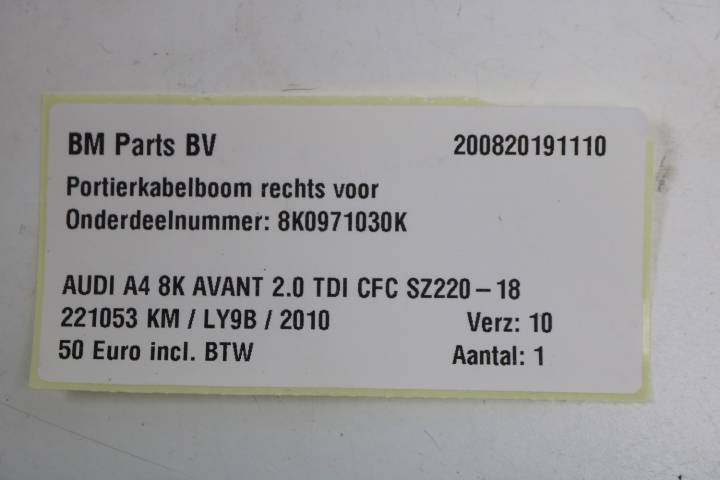 BM Parts BV 200820191110
Portierkabelboom rechts voor
Onderdeelnummer: 8K0971030K
AUDI A4 8K AVANT 2.0 TDI CFC SZ220 – 18
221053 KM / LY9B / 2010 Verz: 10
50 Euro incl. BTW Aantal: 1